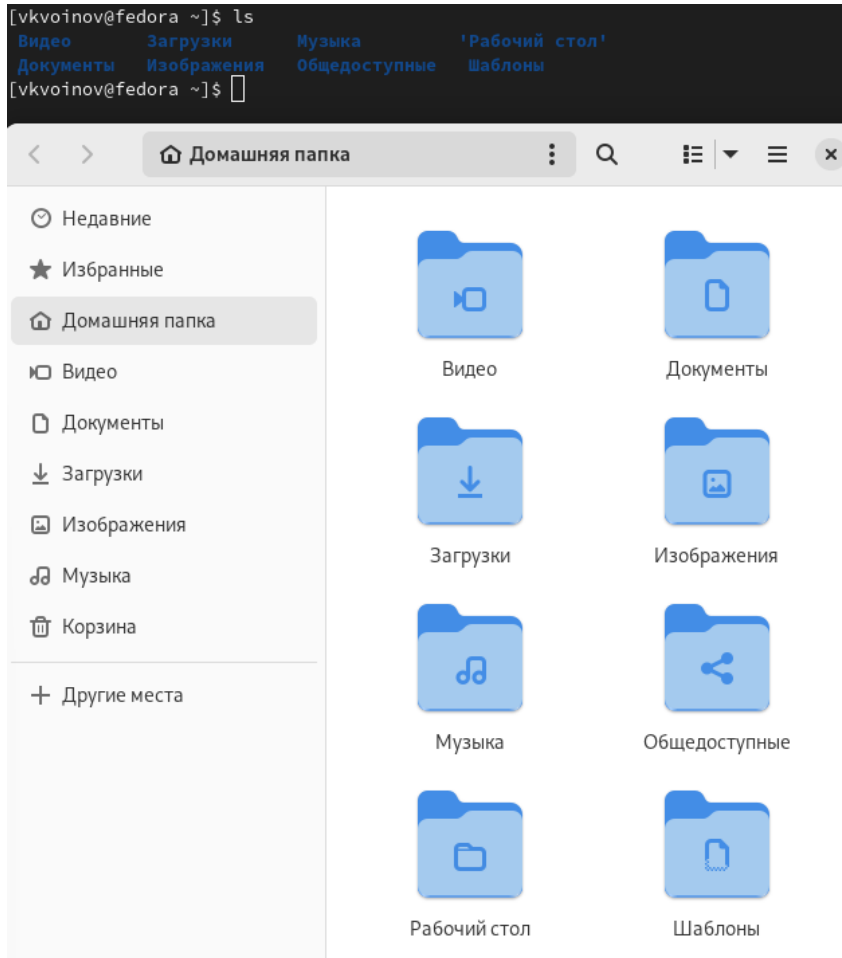 [vkvoinov@fedora ~]$ ls
Видео Загрузки Музыка 'Рабочий стол'
Документы Изображения Общедоступные Шаблоны
[vkvoinov@fedora ~]$
Домашняя папка
Недавние
Избранные
Домашняя папка
Видео
Документы
Загрузки
Изображения
Музыка
Корзина
Другие места
Видео Документы
Загрузки Изображения
Музыка Общедоступные
Рабочий стол Шаблоны